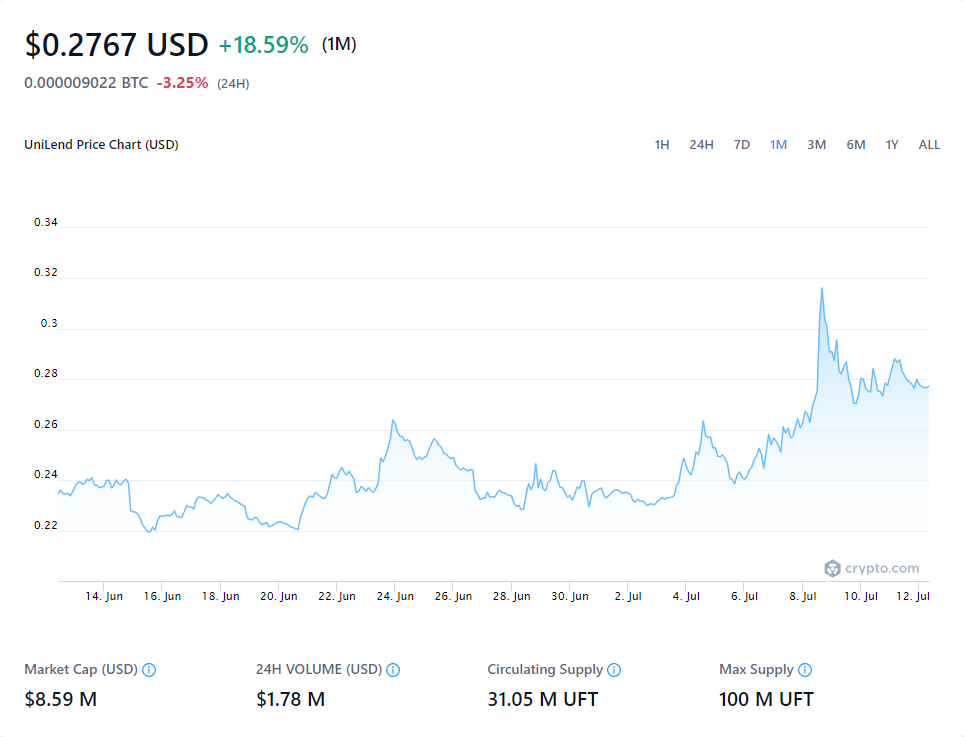 $0.2767 USD +18.59% (1M)
0.000009022 BTC -3.25% (24H)
UniLend Price Chart (USD) 1H 24H 7D 1M 3M 6M 1Y ALL
0.34
0.32
0.3
0.28
0.26
0.24
0.22
crypto.com
14. Jun 16. Jun 18. Jun 20. Jun 22. Jun 24. Jun 26. Jun 28. Jun 30. Jun 2. Jul 4. Jul 6. Jul 8. Jul 10. Jul 12. Jul
Market Cap (USD) 24H VOLUME (USD) Circulating Supply Max Supply
$8.59 M $1.78 M 31.05 M UFT 100 M UFT